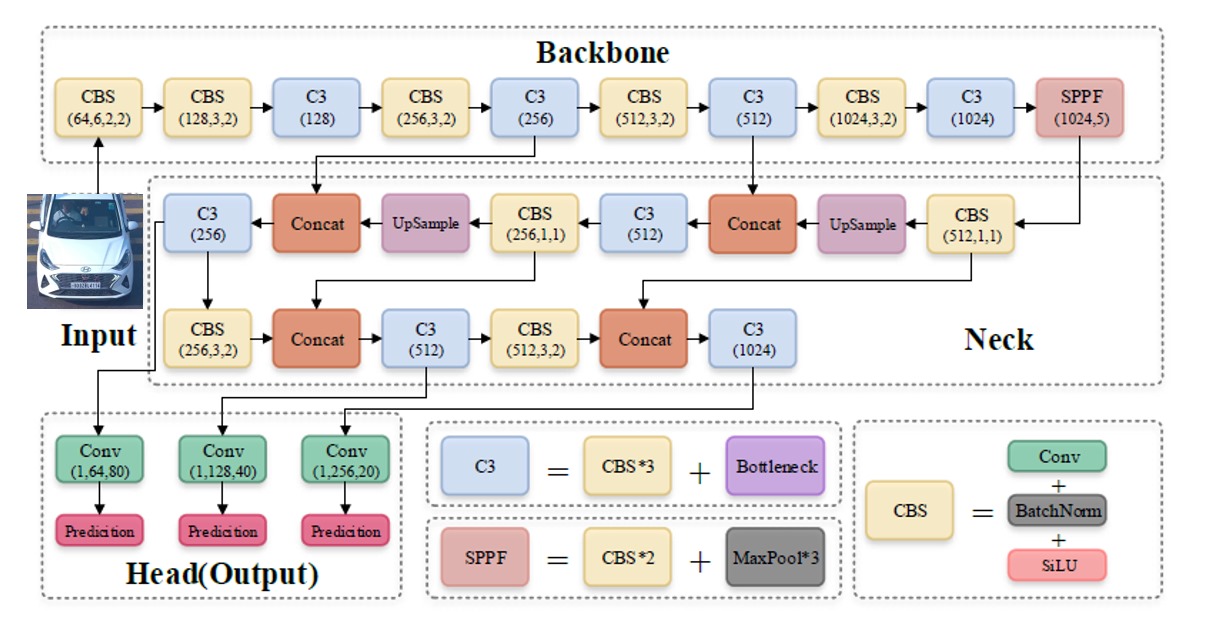 Backbone
CBS
(64,6,2,2)
CBS
(128,3,2)
C3
(128)
CBS
(256,3,2)
C3
(256)
CBS
(512,3,2)
C3
(512)
CBS
(1024,3,2)
C3
(1024)
SPPF
(1024,5)
C3
(256)
Concat
UpSample
CBS
(256,1,1)
C3
(512)
Concat
UpSample
CBS
(512,1,1)
Input
CBS
(256,3,2)
Concat
C3
(512)
CBS
(512,3,2)
Concat
C3
(1024)
Neck
Conv
(1,64,80)
Conv
(1,128,40)
Conv
(1,256,20)
Predicition
Predicition
Predicition
Head(Output)
C3
=
CBS*3
+
Bottleneck
SPPF
=
CBS*2
+
MaxPool*3
CBS
=
Conv
+
BatchNorm
+
SiLU